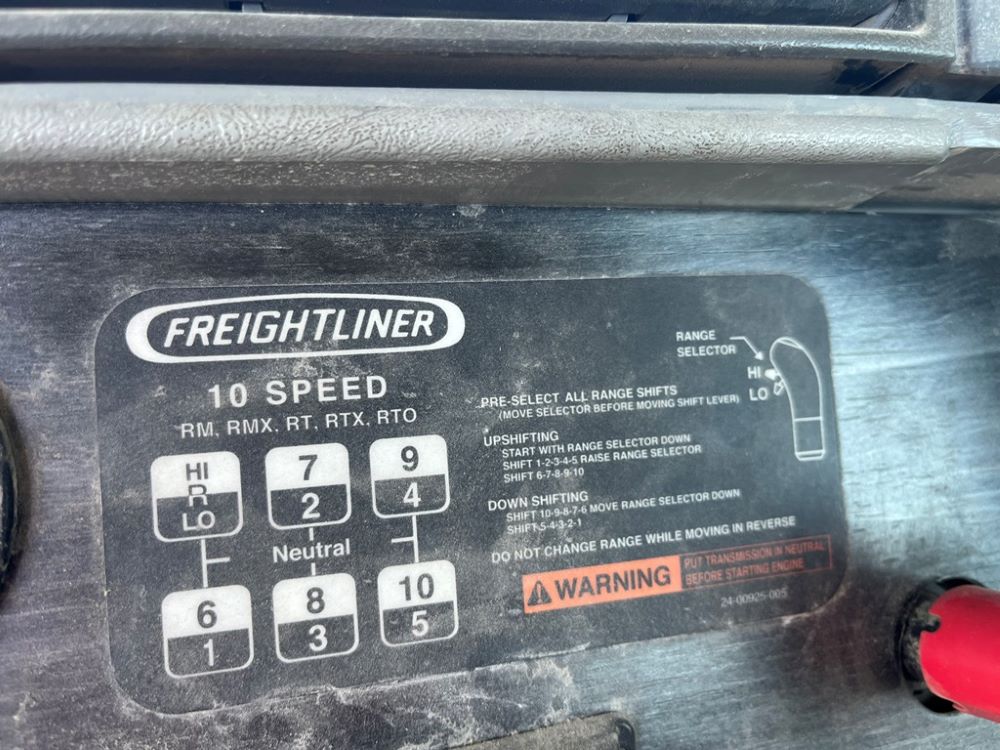 FREIGHTLINER
10 SPEED
RM, RMX, RT, RTX, RTO
HI
R
LO
7
2
9
4
Neutral
6
1
8
3
10
5
RANGE
SELECTOR
HI
LO
PRE-SELECT ALL RANGE SHIFTS
(MOVE SELECTOR BEFORE MOVING SHIFT LEVER)
UPSHIFTING
START WITH RANGE SELECTOR DOWN
SHIFT 1-2-3-4-5 RAISE RANGE SELECTOR
SHIFT 6-7-8-9-10
DOWN SHIFTING
SHIFT 10-9-8-7-6 MOVE RANGE SELECTOR DOWN
SHIFT 5-4-3-2-1
DO NOT CHANGE RANGE WHILE MOVING IN REVERSE
WARNING
PUT TRANSMISSION IN NEUTRAL
BEFORE STARTING ENGINE
24-00925-005